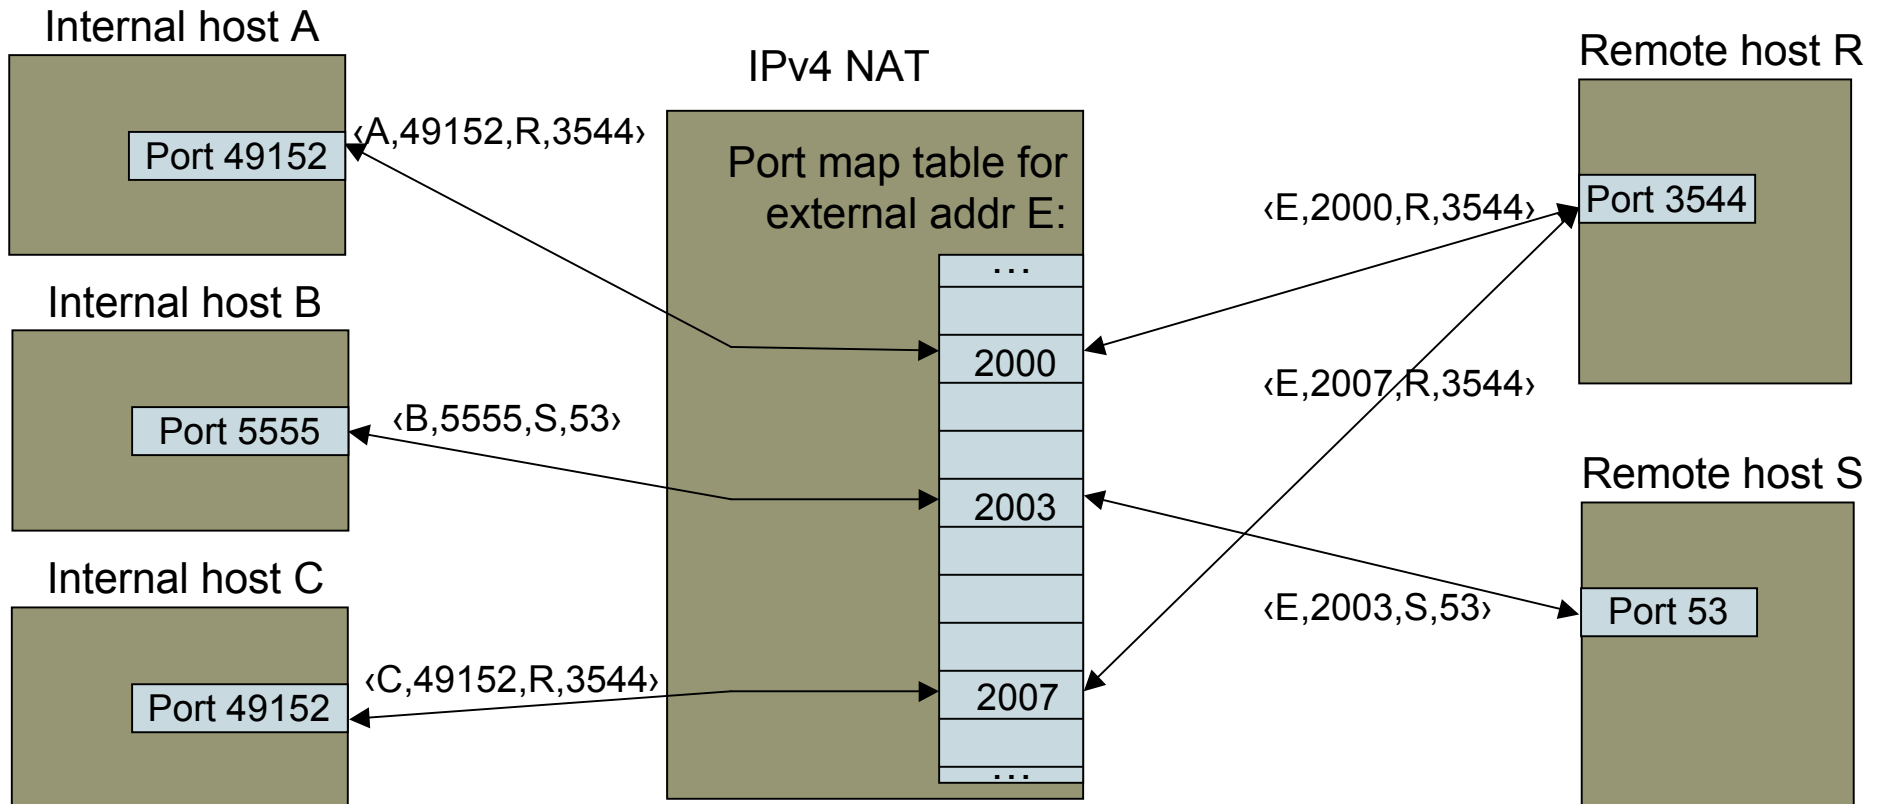 Internal host A
Port 49152
‹A,49152,R,3544›
Internal host B
Port 5555
‹B,5555,S,53›
Internal host C
Port 49152
‹C,49152,R,3544›
IPv4 NAT
Port map table for
external addr E:
...
2000
2003
2007
...
‹E,2000,R,3544›
‹E,2007,R,3544›
‹E,2003,S,53›
Remote host R
Port 3544
Remote host S
Port 53